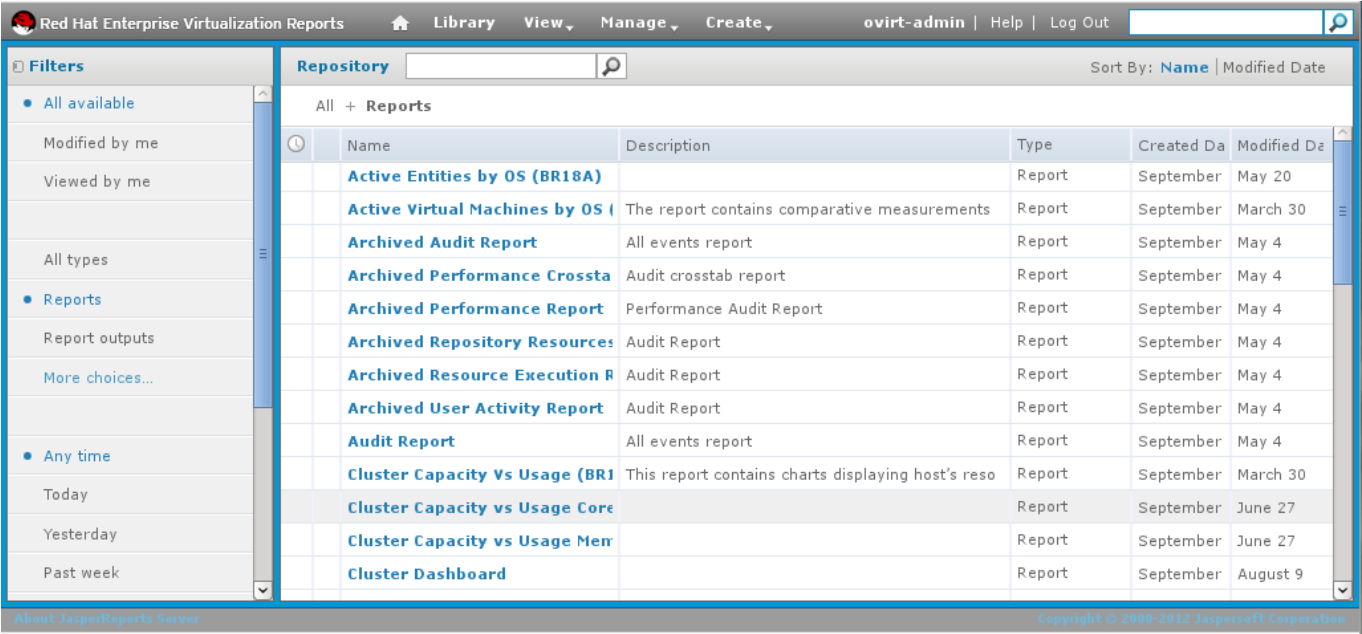 Red Hat Enterprise Virtualization Reports Library View Manage Create ovirt-admin | Help | Log Out
Filters
All available
Modified by me
Viewed by me
All types
Reports
Report outputs
More choices...
Any time
Today
Yesterday
Past week
Repository Sort By: Name | Modified Date
All + Reports
Name Description Type Created Da Modified Da
Active Entities by OS (BR18A) Report September May 20
Active Virtual Machines by OS ( The report contains comparative measurements Report September March 30
Archived Audit Report All events report Report September May 4
Archived Performance Crossta Audit crosstab report Report September May 4
Archived Performance Report Performance Audit Report Report September May 4
Archived Repository Resources Audit Report Report September May 4
Archived Resource Execution R Audit Report Report September May 4
Archived User Activity Report Audit Report Report September May 4
Audit Report All events report Report September May 4
Cluster Capacity Vs Usage (BR1 This report contains charts displaying host's reso Report September March 30
Cluster Capacity vs Usage Core Report September June 27
Cluster Capacity vs Usage Mem Report September June 27
Cluster Dashboard Report September August 9
About JasperReports Server Copyright © 2000-2012 Jaspersoft Corporation